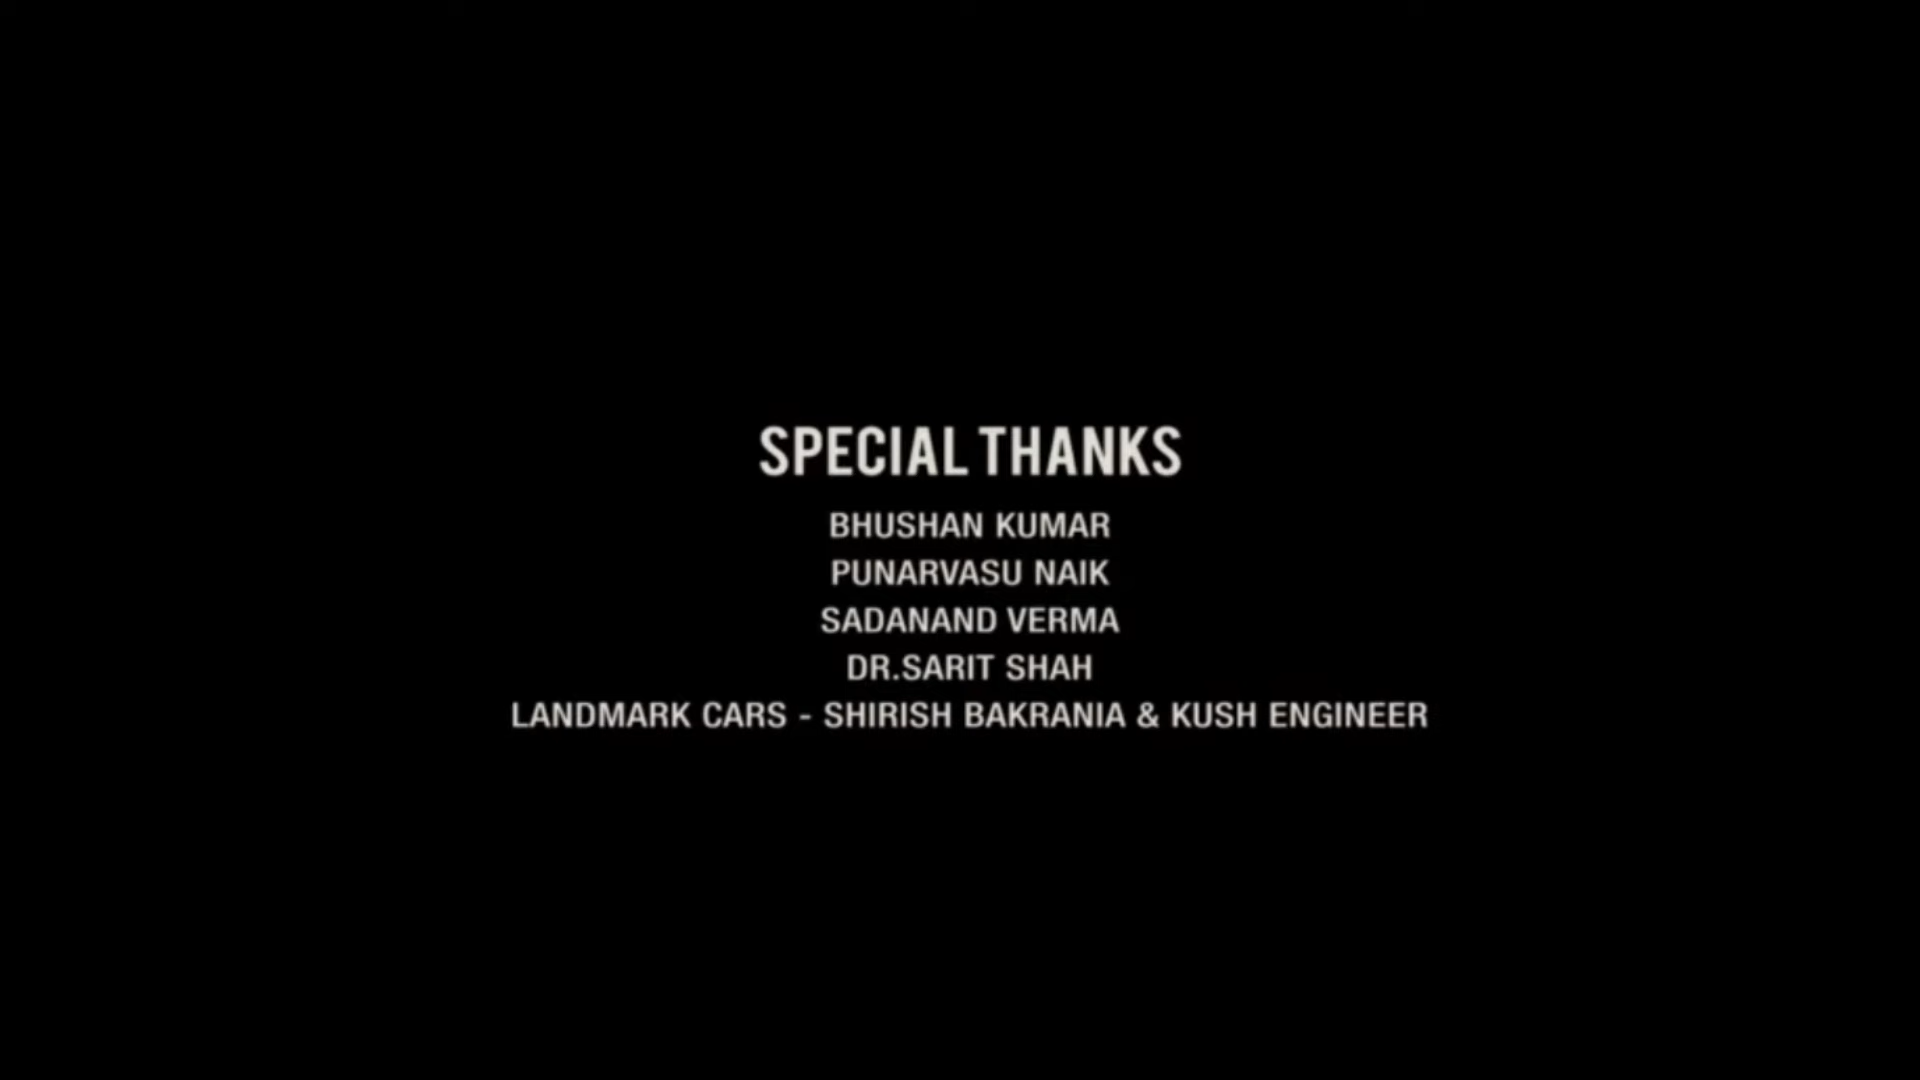 SPECIAL THANKS
BHUSHAN KUMAR
PUNARVASU NAIK
SADANAND VERMA
DR.SARIT SHAH
LANDMARK CARS - SHIRISH BAKRANIA & KUSH ENGINEER